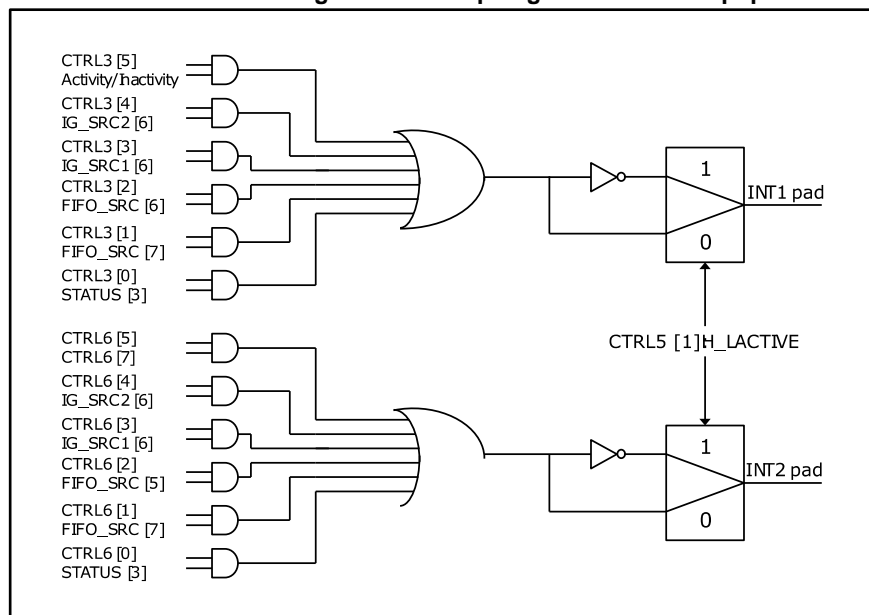 CTRL3 [5]
Activity/Inactivity
CTRL3 [4]
IG_SRC2 [6]
CTRL3 [3]
IG_SRC1 [6]
CTRL3 [2]
FIFO_SRC [6]
CTRL3 [1]
FIFO_SRC [7]
CTRL3 [0]
STATUS [3]
1
0
INT1 pad
CTRL5 [1]H_LACTIVE
CTRL6 [5]
CTRL6 [7]
CTRL6 [4]
IG_SRC2 [6]
CTRL6 [3]
IG_SRC1 [6]
CTRL6 [2]
FIFO_SRC [5]
CTRL6 [1]
FIFO_SRC [7]
CTRL6 [0]
STATUS [3]
1
0
INT2 pad